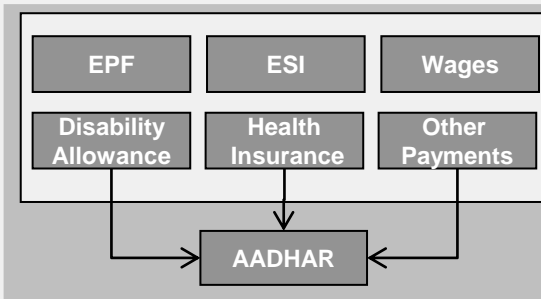 EPF
ESI
Wages
Disability
Allowance
Health
Insurance
Other
Payments
AADHAR